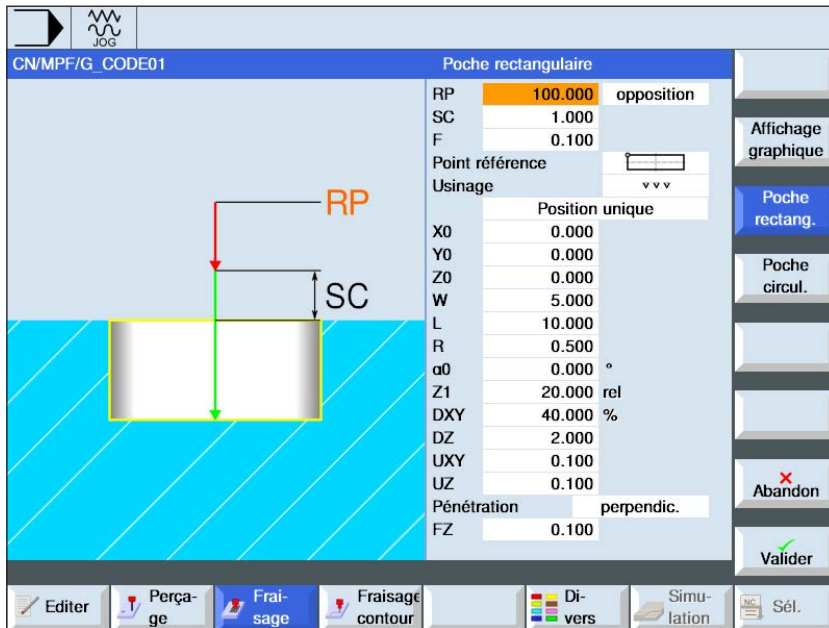 JOG
CN/MPF/G_CODE01
Poche rectangulaire
RP 100.000 opposition
SC 1.000
F 0.100
Point référence
Usinage v v v
Position unique
X0 0.000
Y0 0.000
Z0 0.000
W 5.000
L 10.000
R 0.500
α0 0.000 °
Z1 20.000 rel
DXY 40.000 %
DZ 2.000
UXY 0.100
UZ 0.100
Pénétration perpendic.
FZ 0.100
RP
SC
Affichage
graphique
Poche
rectang.
Poche
circul.
Abandon
Valider
Editer
Perça-
ge
Frai-
sage
Fraisage
contour
Di-
vers
Simu-
lation
NC
Sél.